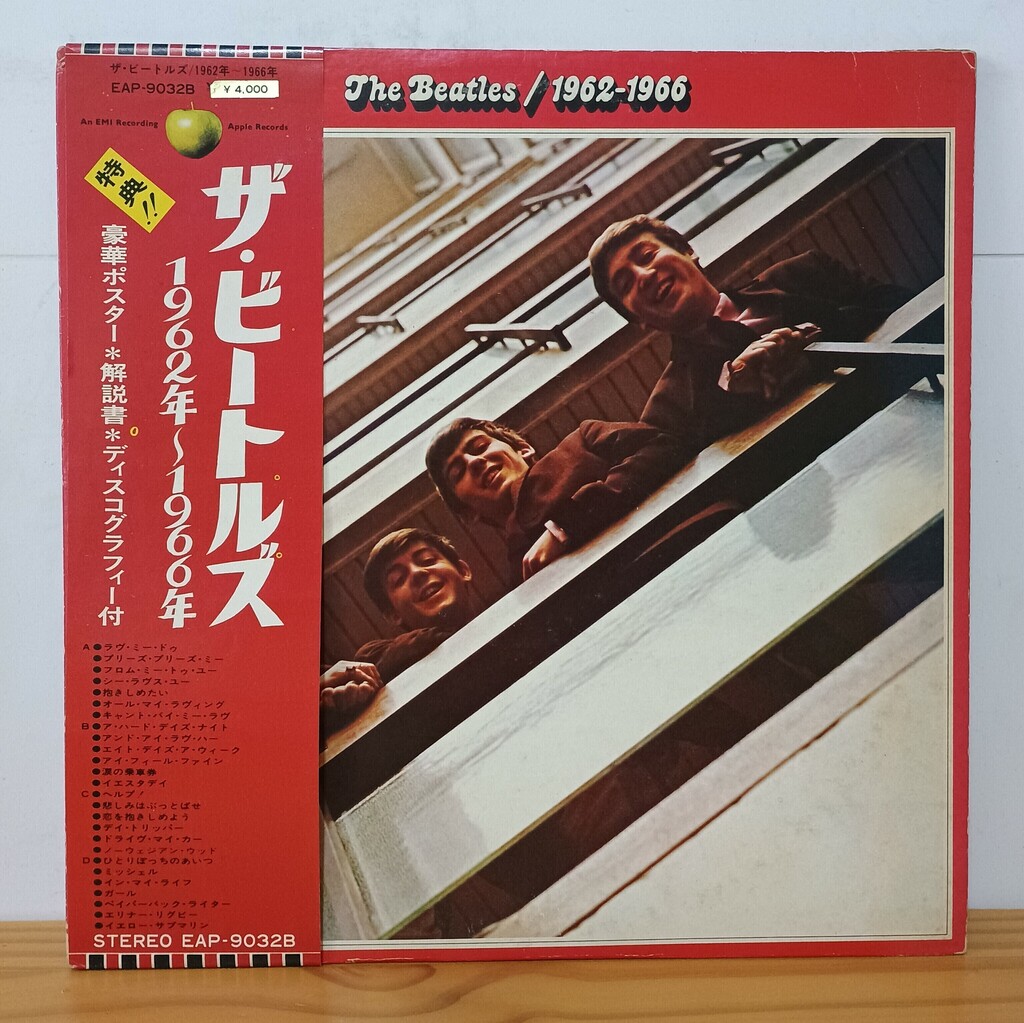 ザ・ビートルズ/1962年〜1966年
EAP-9032B ¥ 4,000
An EMI Recording
Apple Records
The Beatles / 1962-1966
特典!!
ザ・ビートルズ
1962年〜1966年
豪華ポスター*解説書*ディスコグラフィー付
A●ラヴ・ミー・ドゥ
●プリーズ・プリーズ・ミー
●フロム・ミー・トゥ・ユー
●シー・ラヴス・ユー
●抱きしめたい
●オール・マイ・ラヴィング
●キャント・バイ・ミー・ラヴ
B●ア・ハード・デイズ・ナイト
●アンド・アイ・ラヴ・ハー
●エイト・デイズ・ア・ウィーク
●アイ・フィール・ファイン
●涙の乗車券
●イエスタデイ
C●ヘルプ!
●悲しみはぶっとばせ
●恋を抱きしめよう
●デイ・トリッパー
●ドライヴ・マイ・カー
●ノーウェジアン・ウッド
D●ひとりぼっちのあいつ
●ミッシェル
●イン・マイ・ライフ
●ガール
●ペイパーバック・ライター
●エリナー・リグビー
●イエロー・サブマリン
STEREO EAP-9032B